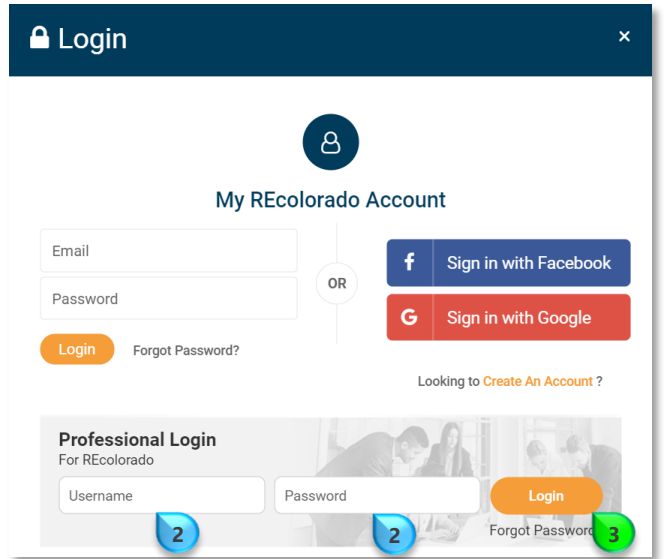 Login
×
My REcolorado Account
Email
Password
OR
f Sign in with Facebook
G Sign in with Google
Login Forgot Password?
Looking to Create An Account ?
Professional Login
For REcolorado
Username
Password
Login
2
2
Forgot Password
3